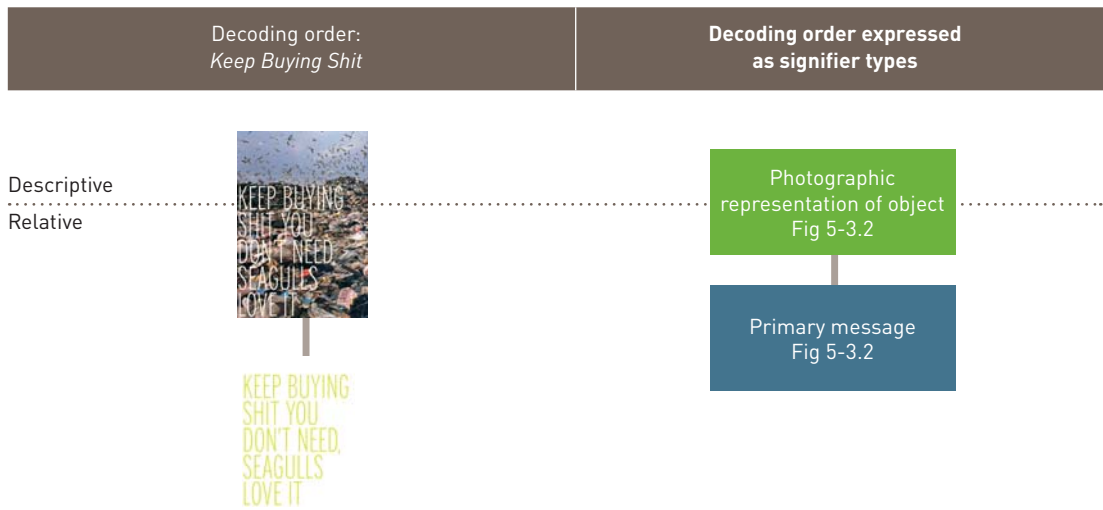 Decoding order:
Keep Buying Shit
Decoding order expressed
as signifier types
Descriptive
Relative
KEEP BUYING
SHIT YOU
DON'T NEED,
SEAGULLS
LOVE IT
Photographic
representation of object
Fig 5-3.2
Primary message
Fig 5-3.2
KEEP BUYING
SHIT YOU
DON'T NEED,
SEAGULLS
LOVE IT